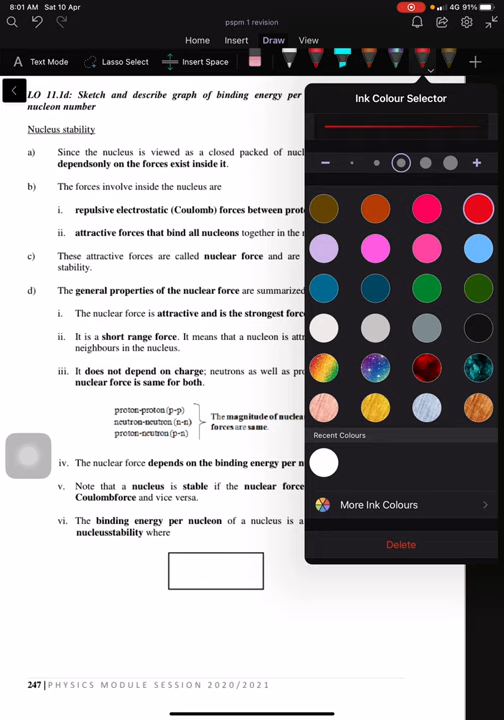 8:01 AM Sat 10 Apr
4G 91%
pspm 1 revision
Home Insert Draw View
A Text Mode Lasso Select Insert Space
LO 11.1d: Sketch and describe graph of binding energy per
nucleon number
Nucleus stability
a) Since the nucleus is viewed as a closed packed of
dependsonly on the forces exist inside it.
b) The forces involve inside the nucleus are
i. repulsive electrostatic (Coulomb) forces between
ii. attractive forces that bind all nucleons together in the
c) These attractive forces are called nuclear force and are
stability.
d) The general properties of the nuclear force are summarized
i. The nuclear force is attractive and is the strongest
ii. It is a short range force. It means that a nucleon is
neighbours in the nucleus.
iii. It does not depend on charge; neutrons as well as
nuclear force is same for both.
proton-proton (p-p)
neutron-neutron (n-n)
proton-neutron (p-n)
The magnitude of
forces are same.
iv. The nuclear force depends on the binding energy per
v. Note that a nucleus is stable if the nuclear force
Coulombforce and vice versa.
vi. The binding energy per nucleon of a nucleus is a
nucleusstability where
247 | PHYSICS MODULE SESSION 2020/2021
Ink Colour Selector
Recent Colours
More Ink Colours
Delete